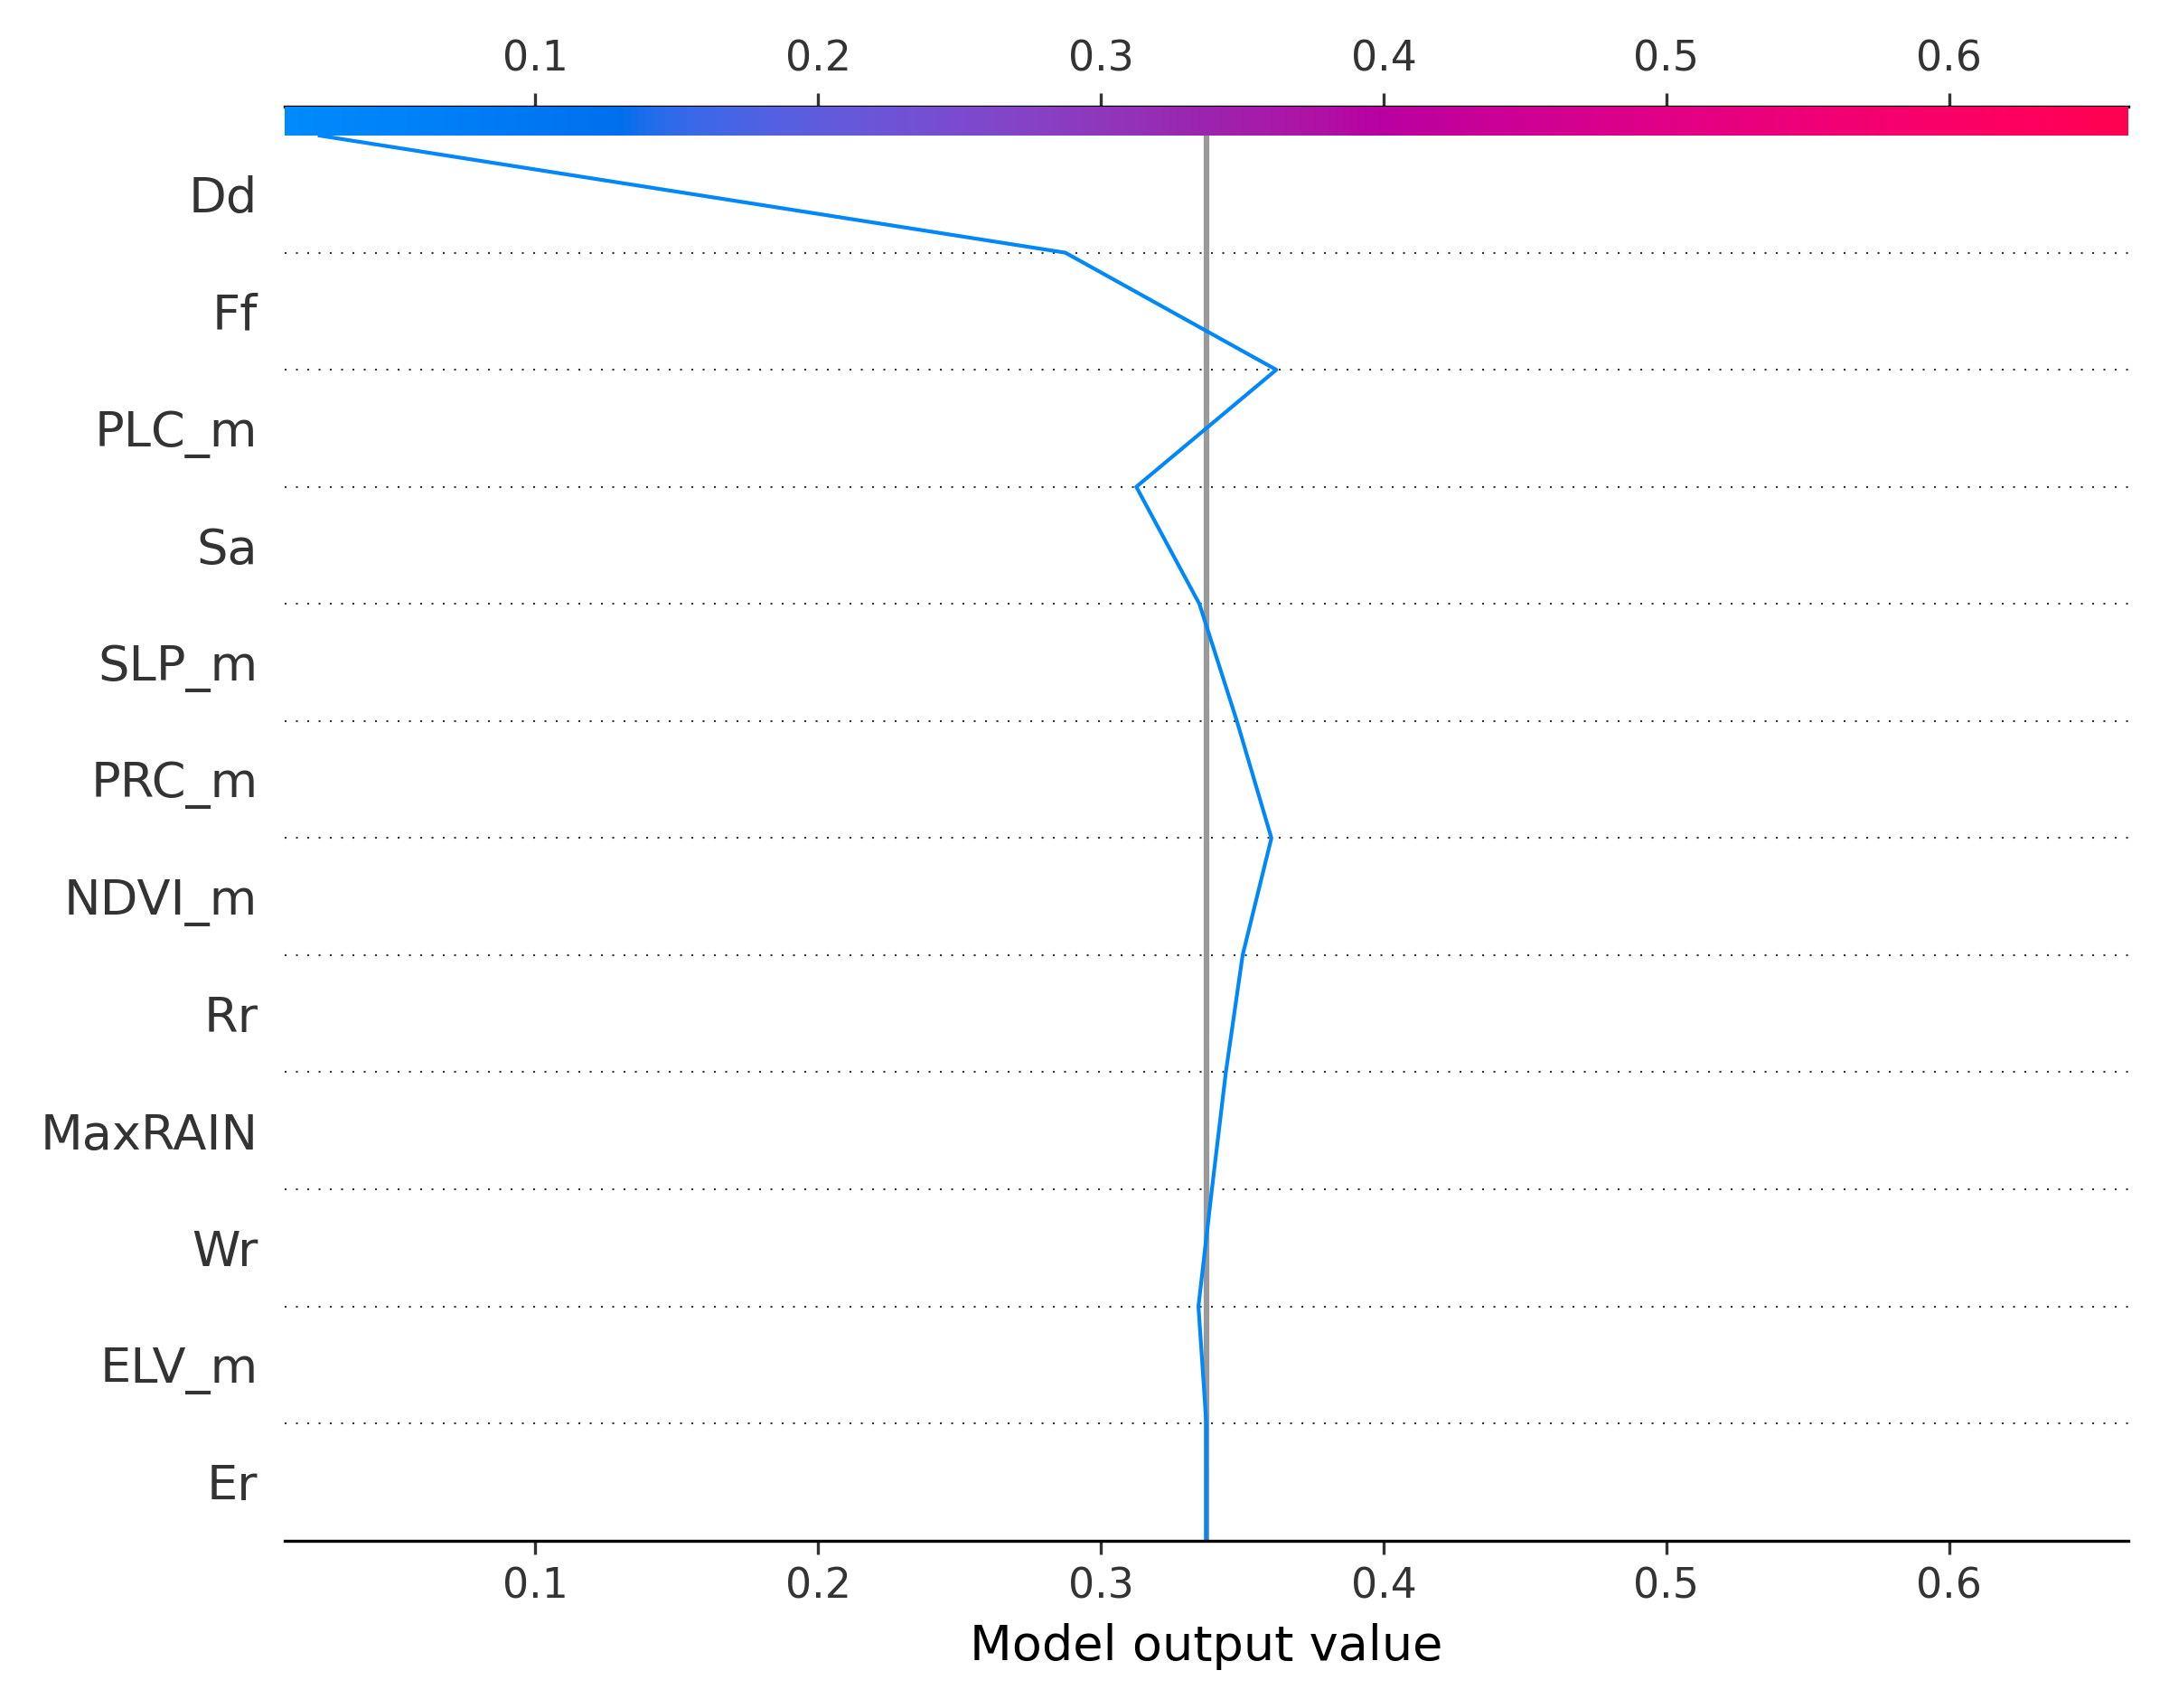 0.1 0.2 0.3 0.4 0.5 0.6
Dd
Ff
PLC_m
Sa
SLP_m
PRC_m
NDVI_m
Rr
MaxRAIN
Wr
ELV_m
Er
0.1 0.2 0.3 0.4 0.5 0.6
Model output value